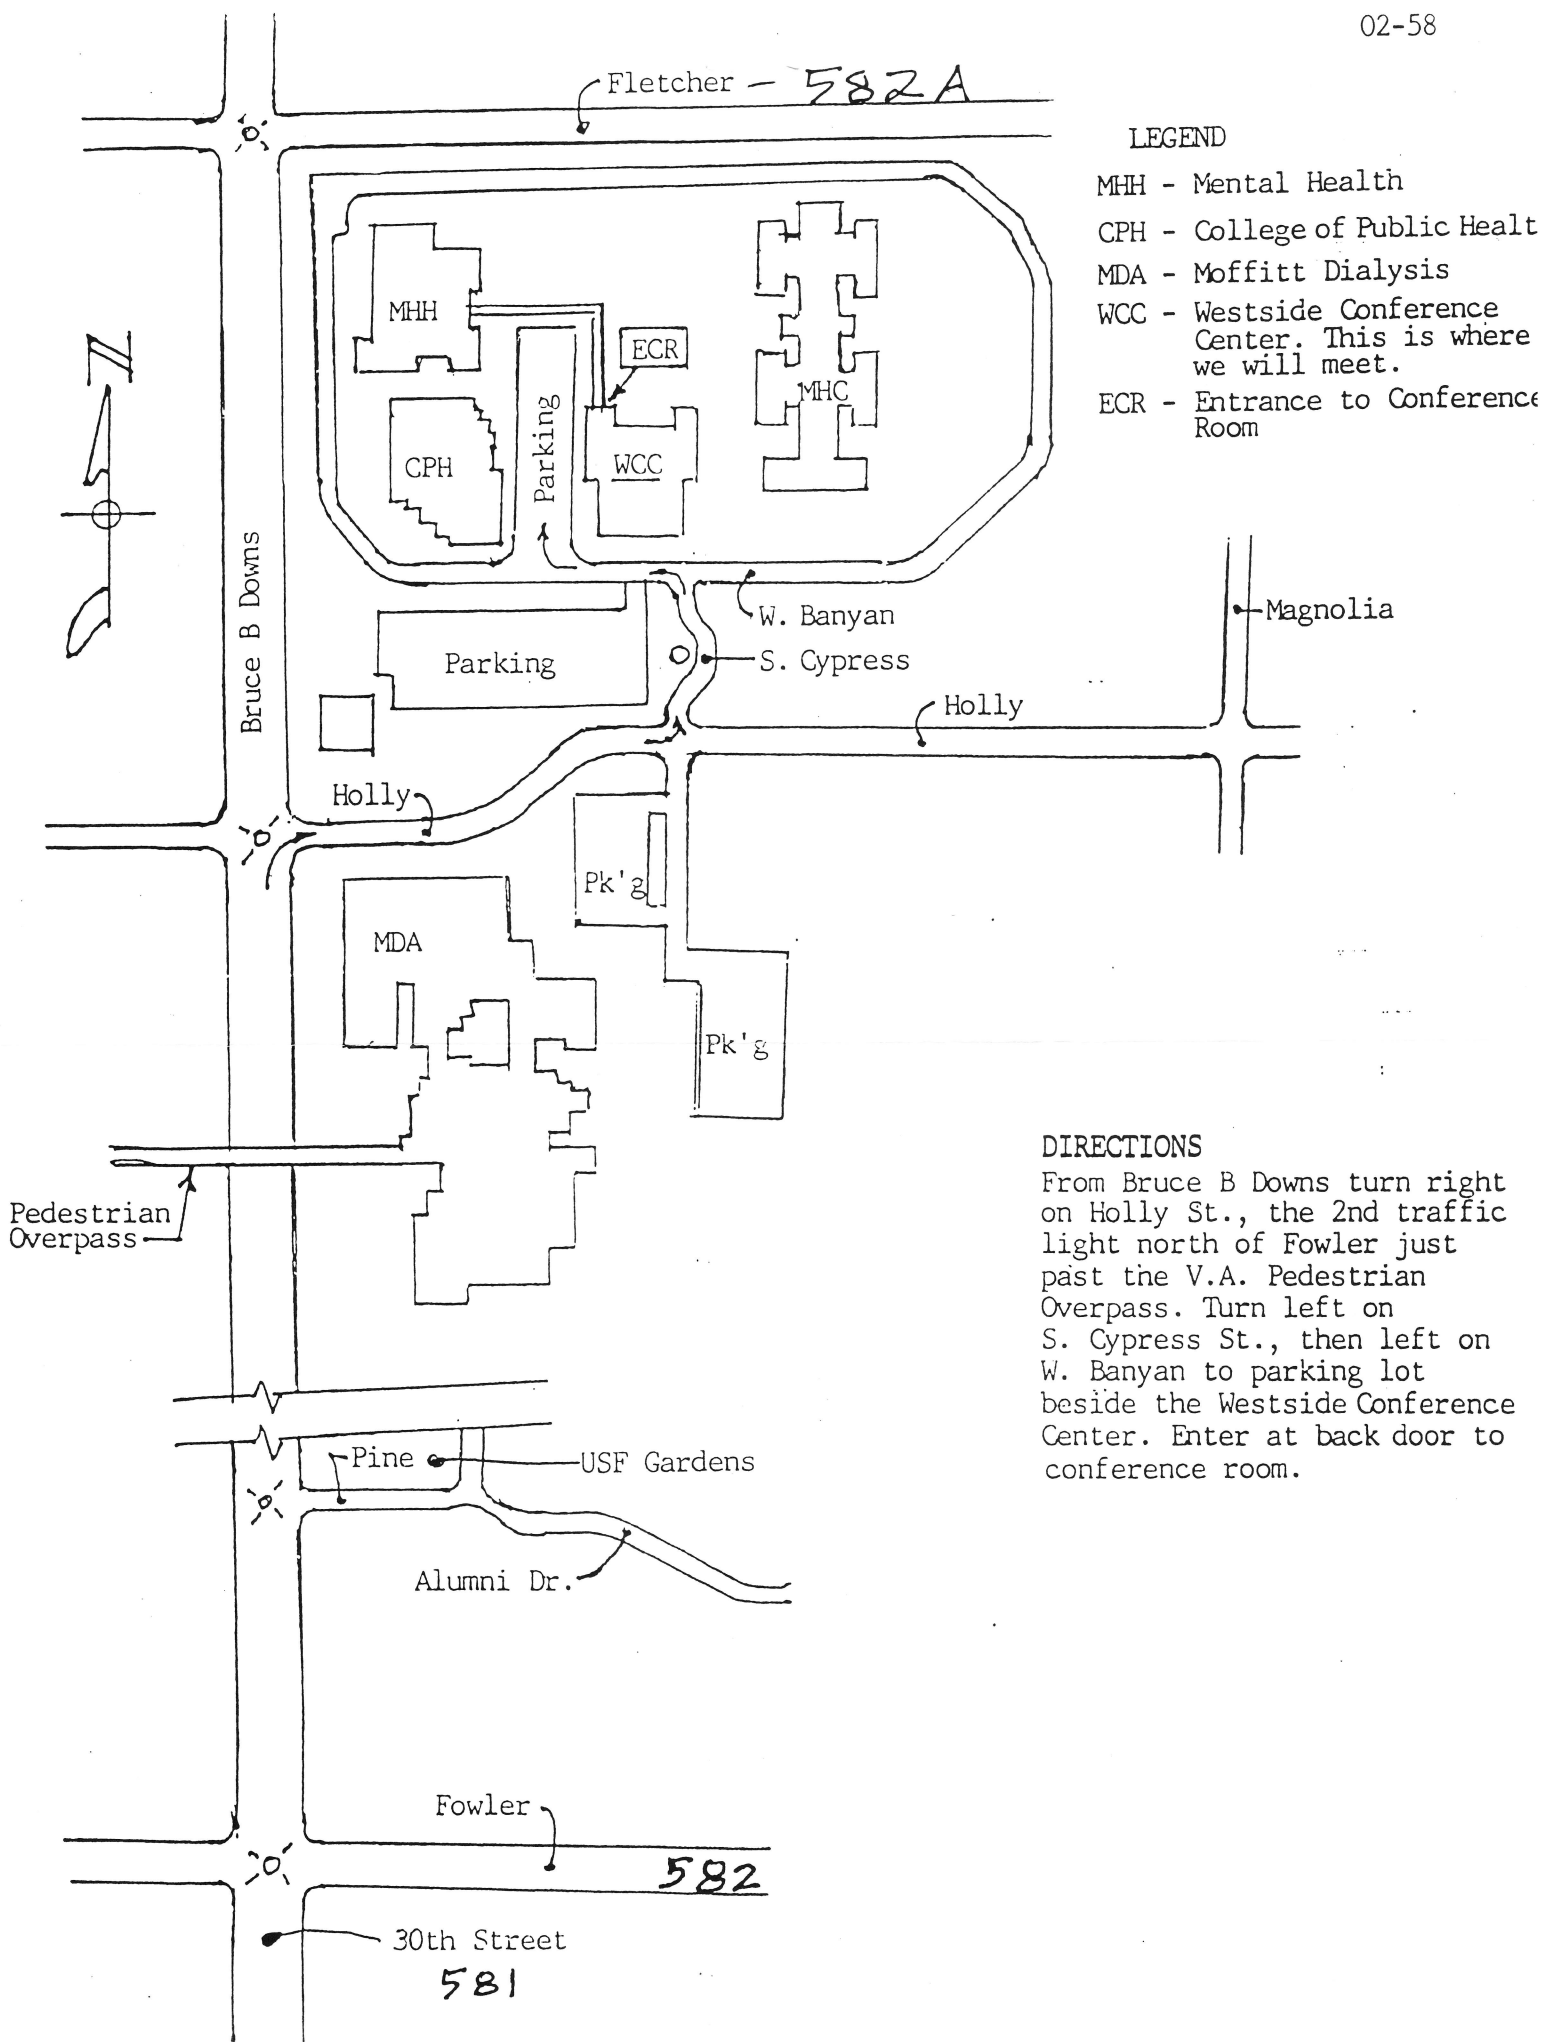 02-58
Fletcher - 582A
LEGEND
MHH - Mental Health
CPH - College of Public Healt
MDA - Moffitt Dialysis
WCC - Westside Conference
Center. This is where
we will meet.
ECR - Entrance to Conference
Room
N
MHH
ECR
MHC
CPH
Parking
WCC
Bruce B Downs
W. Banyan
Magnolia
Parking
S. Cypress
Holly
Holly
Pk'g
MDA
Pk'g
Pedestrian
Overpass
DIRECTIONS
From Bruce B Downs turn right
on Holly St., the 2nd traffic
light north of Fowler just
past the V.A. Pedestrian
Overpass. Turn left on
S. Cypress St., then left on
W. Banyan to parking lot
beside the Westside Conference
Center. Enter at back door to
conference room.
Pine
USF Gardens
Alumni Dr.
Fowler
582
30th Street
581